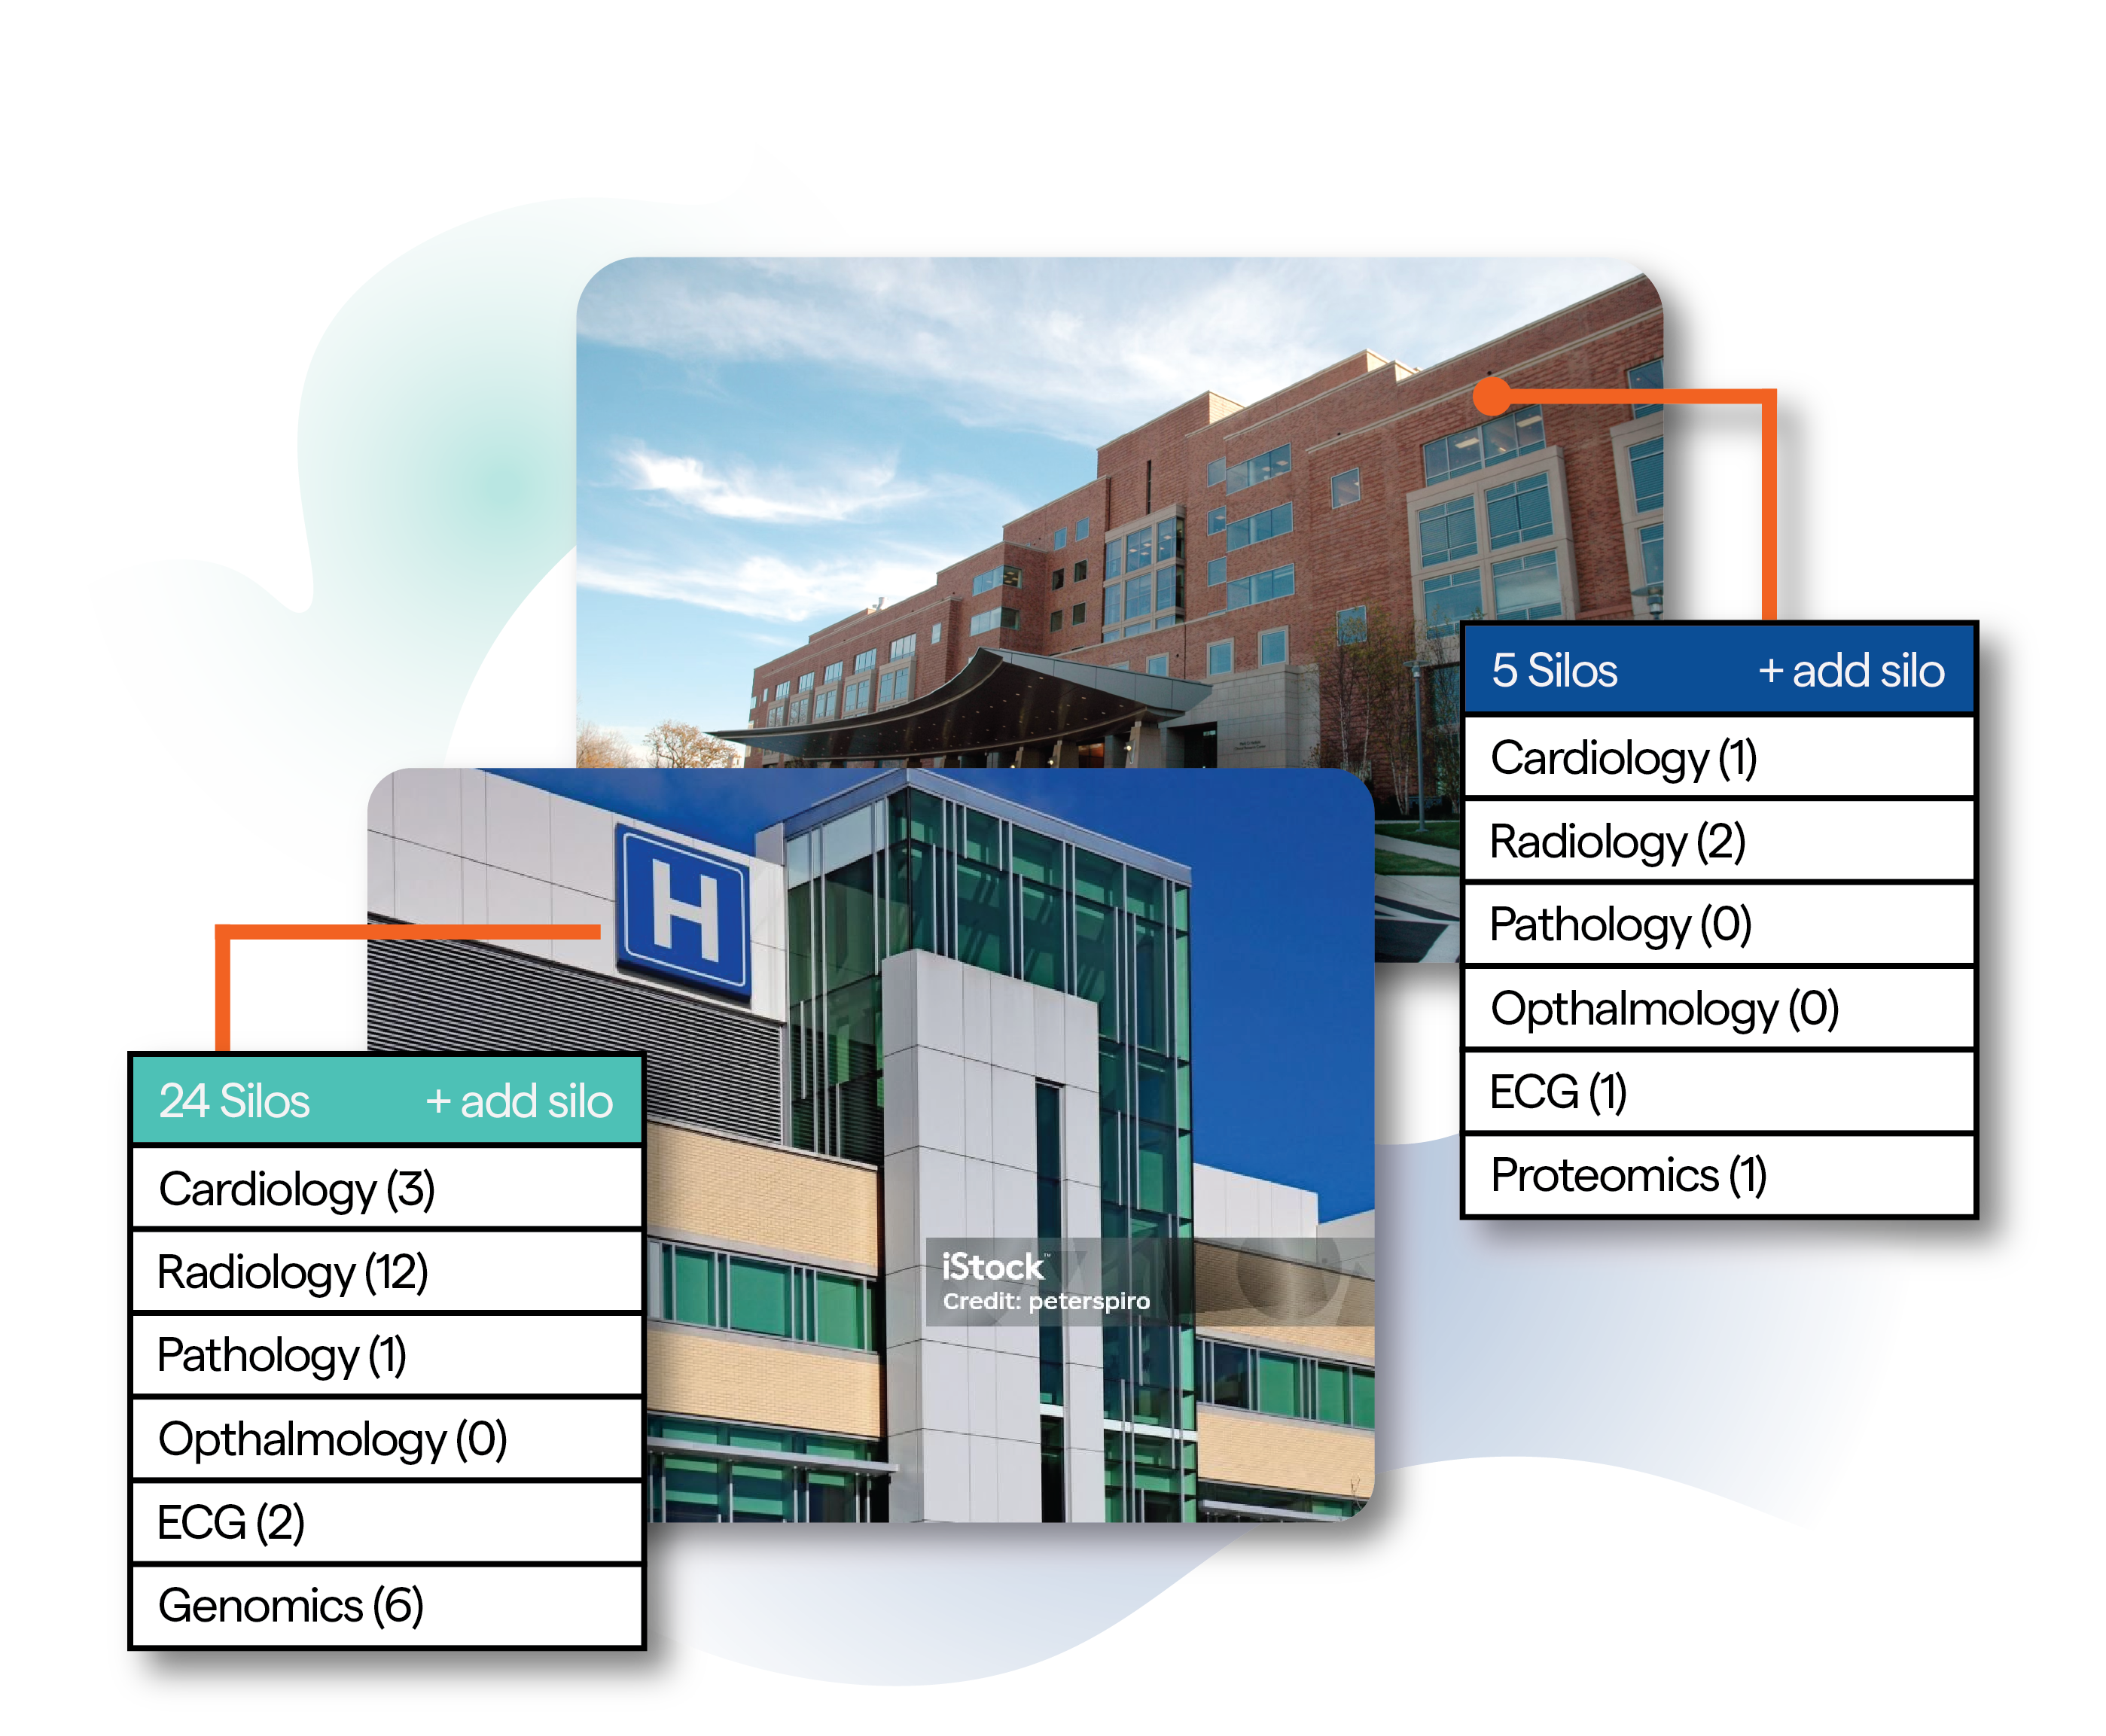 5 Silos + add silo
Cardiology (1)
Radiology (2)
Pathology (0)
Opthalmology (0)
ECG (1)
Proteomics (1)
H
24 Silos + add silo
Cardiology (3)
Radiology (12)
Pathology (1)
Opthalmology (0)
ECG (2)
Genomics (6)
iStock™
Credit: peterspiro